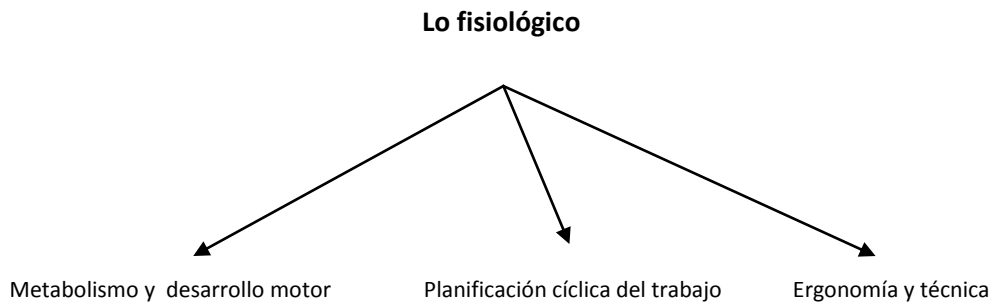 Lo fisiológico
Metabolismo y  desarrollo motor
Planificación cíclica del trabajo
Ergonomía y técnica